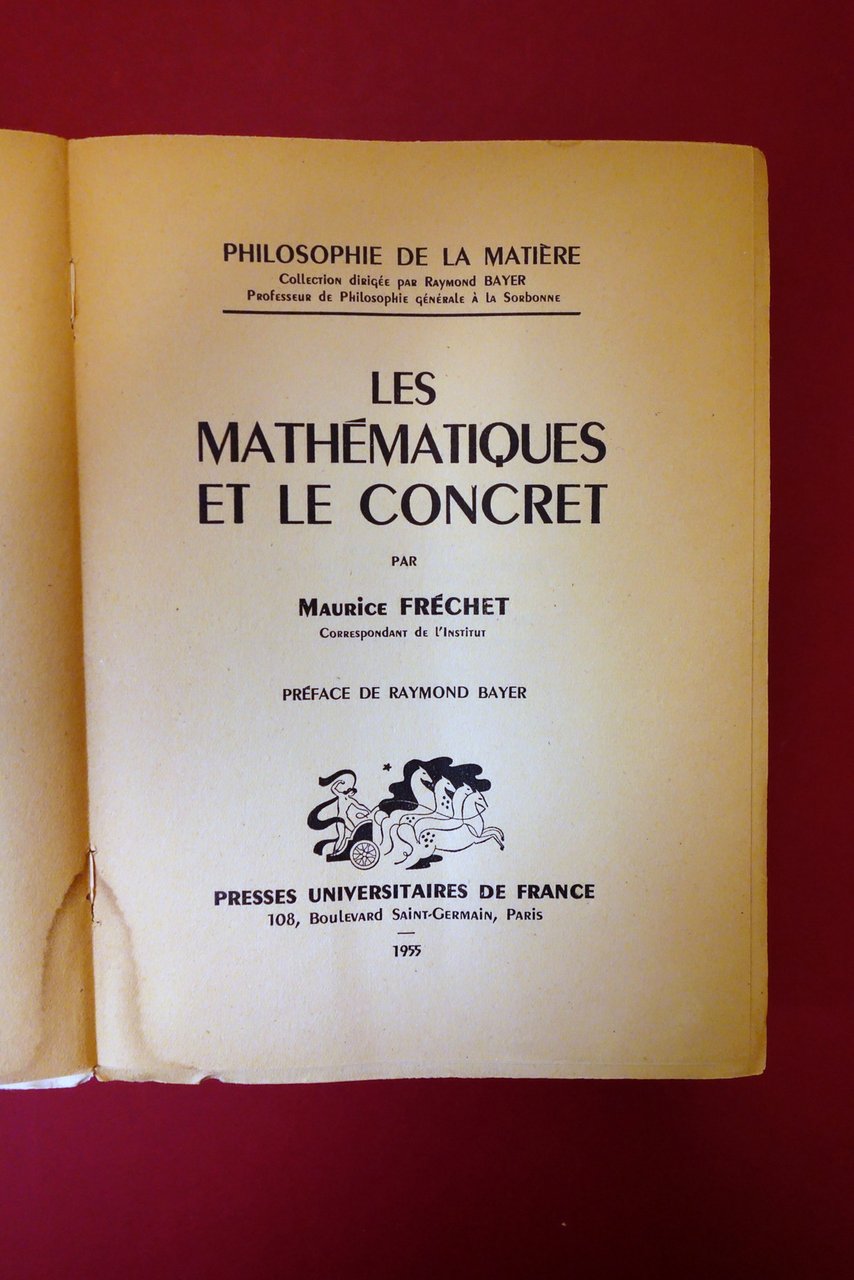 PHILOSOPHIE DE LA MATIÈRE
Collection dirigée par Raymond BAYER
Professeur de Philosophie générale à la Sorbonne
LES
MATHÉMATIQUES
ET LE CONCRET
PAR
Maurice FRÉCHET
Correspondant de l'Institut
PRÉFACE DE RAYMOND BAYER
PRESSES UNIVERSITAIRES DE FRANCE
108, Boulevard Saint-Germain, Paris
1955